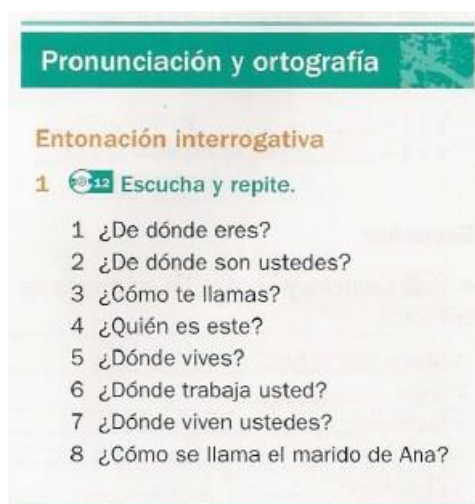 Pronunciación y ortografía
Entonación interrogativa
1 12 Escucha y repite.
1 ¿De dónde eres?
2 ¿De dónde son ustedes?
3 ¿Cómo te llamas?
4 ¿Quién es este?
5 ¿Dónde vives?
6 ¿Dónde trabaja usted?
7 ¿Dónde viven ustedes?
8 ¿Cómo se llama el marido de Ana?